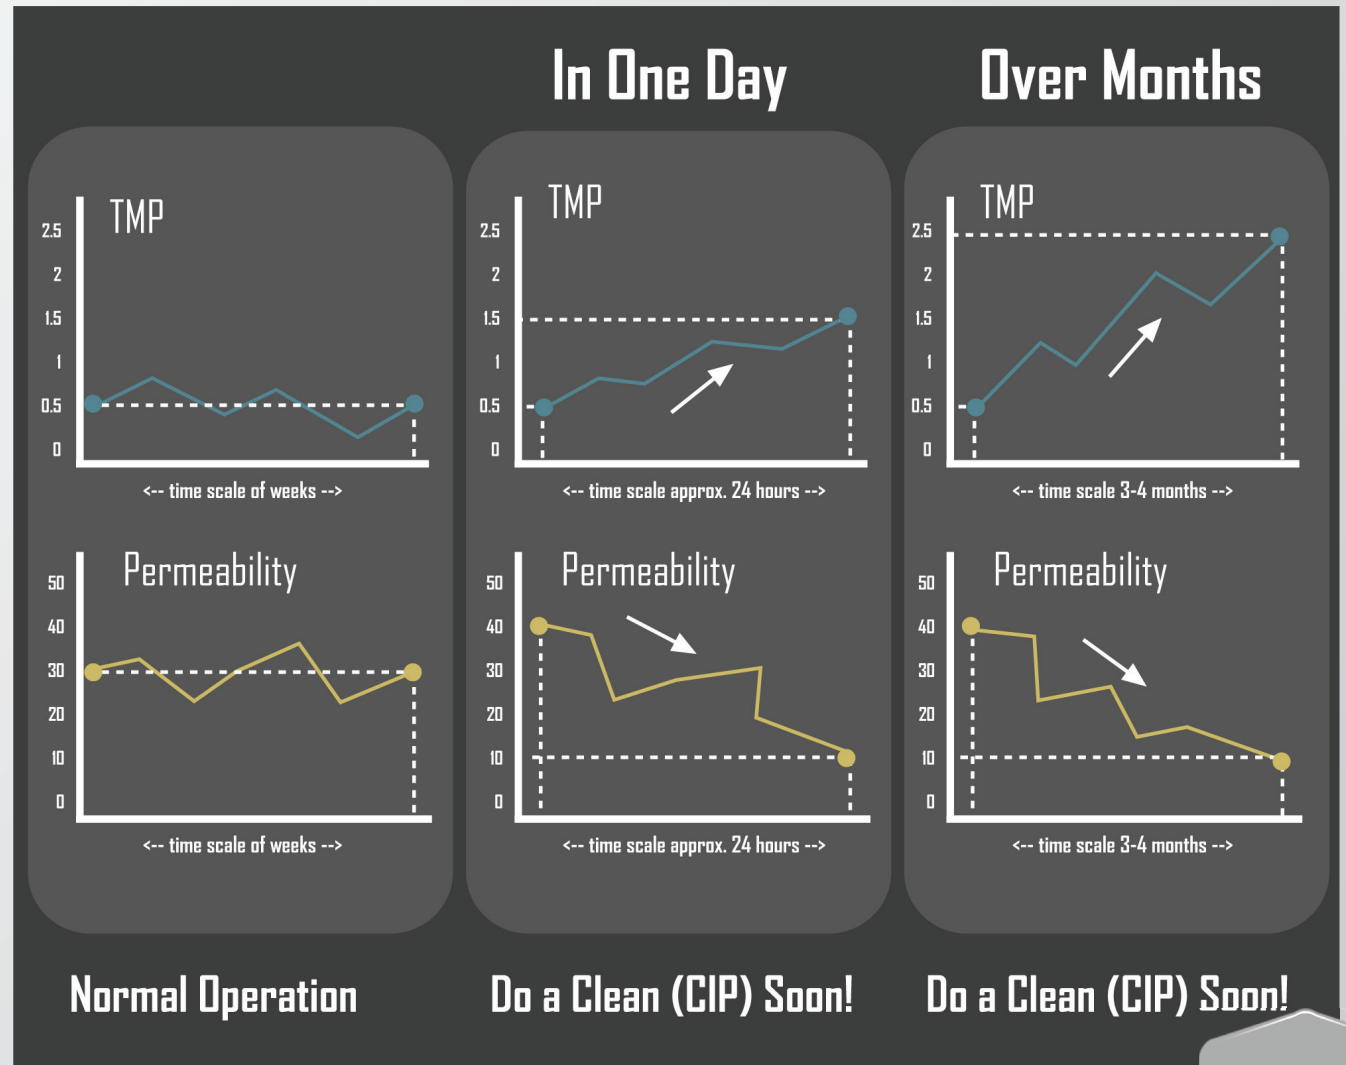 In One Day
Over Months
TMP
2.5
2
1.5
1
0.5
0
<-- time scale of weeks -->
TMP
2.5
2
1.5
1
0.5
0
<-- time scale approx. 24 hours -->
TMP
2.5
2
1.5
1
0.5
0
<-- time scale 3-4 months -->
Permeability
50
40
30
20
10
0
<-- time scale of weeks -->
Permeability
50
40
30
20
10
0
<-- time scale approx. 24 hours -->
Permeability
50
40
30
20
10
0
<-- time scale 3-4 months -->
Normal Operation
Do a Clean (CIP) Soon!
Do a Clean (CIP) Soon!